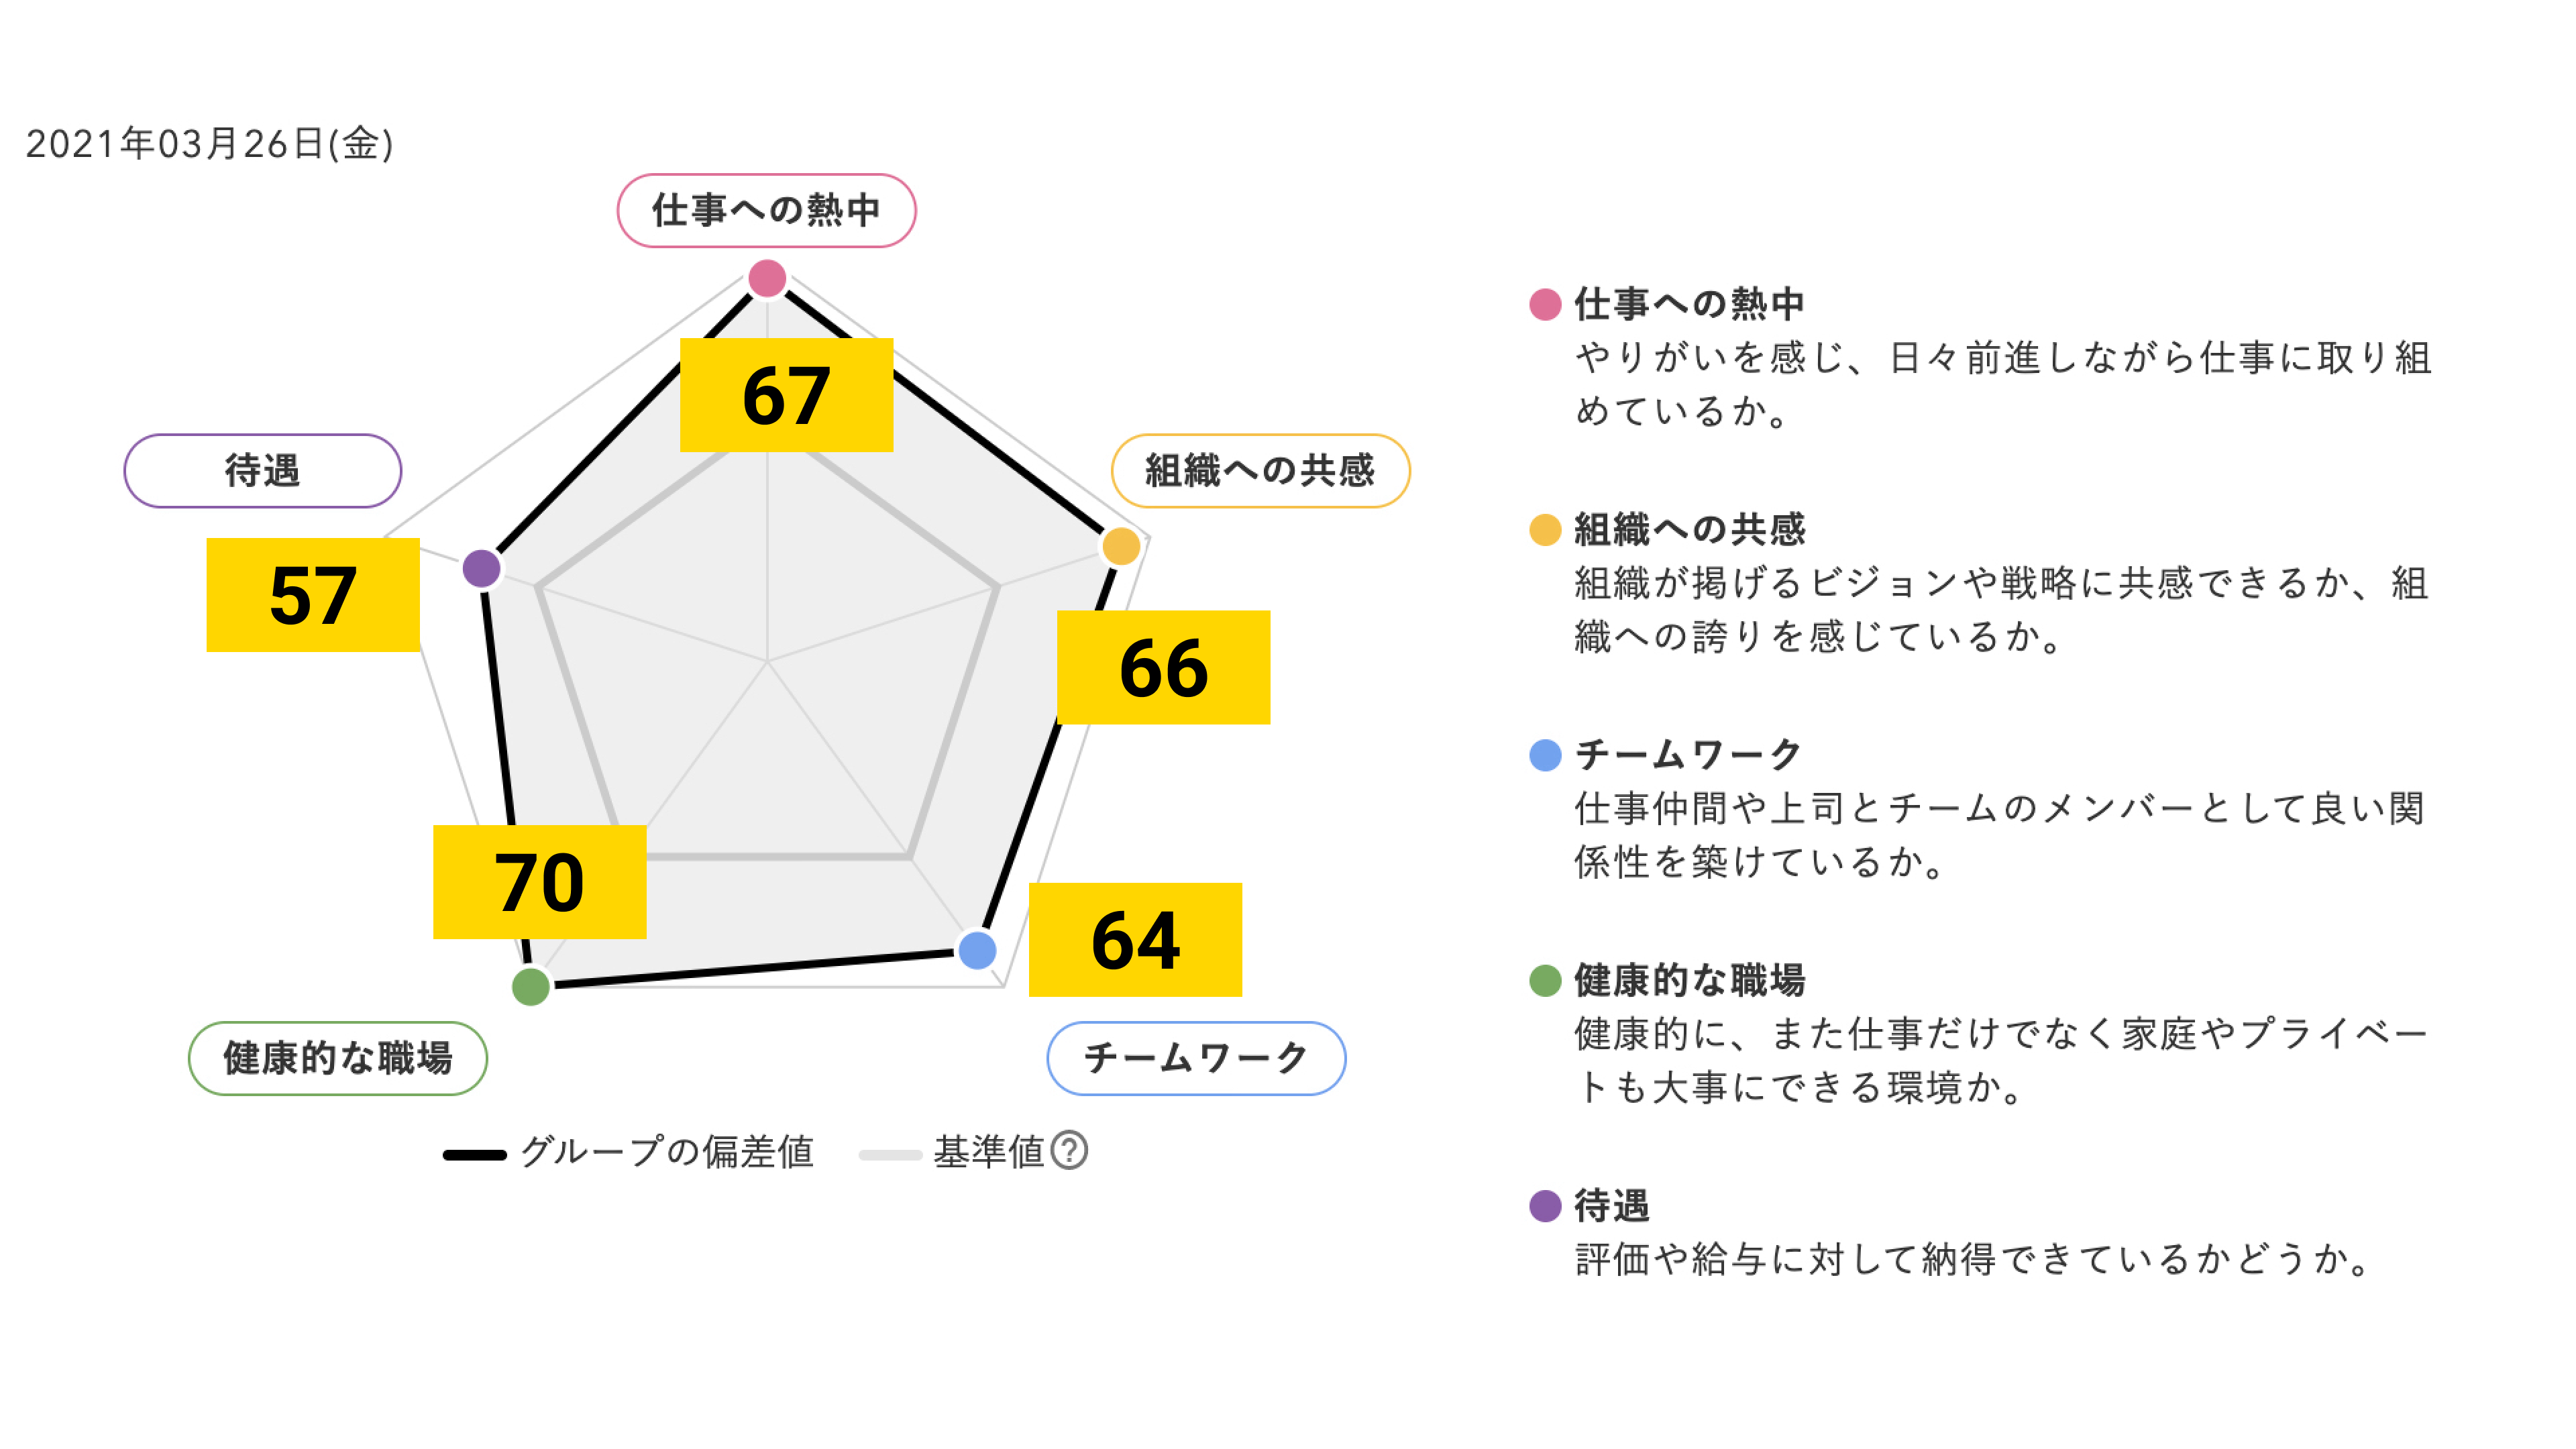 2021年03月26日(金)
仕事への熱中
67
組織への共感
66
待遇
57
70
64
健康的な職場
チームワーク
グループの偏差値
基準値?
仕事への熱中
やりがいを感じ、日々前進しながら仕事に取り組
めているか。
組織への共感
組織が掲げるビジョンや戦略に共感できるか、組
織への誇りを感じているか。
チームワーク
仕事仲間や上司とチームのメンバーとして良い関
係性を築けているか。
健康的な職場
健康的に、また仕事だけでなく家庭やプライベー
トも大事にできる環境か。
待遇
評価や給与に対して納得できているかどうか。